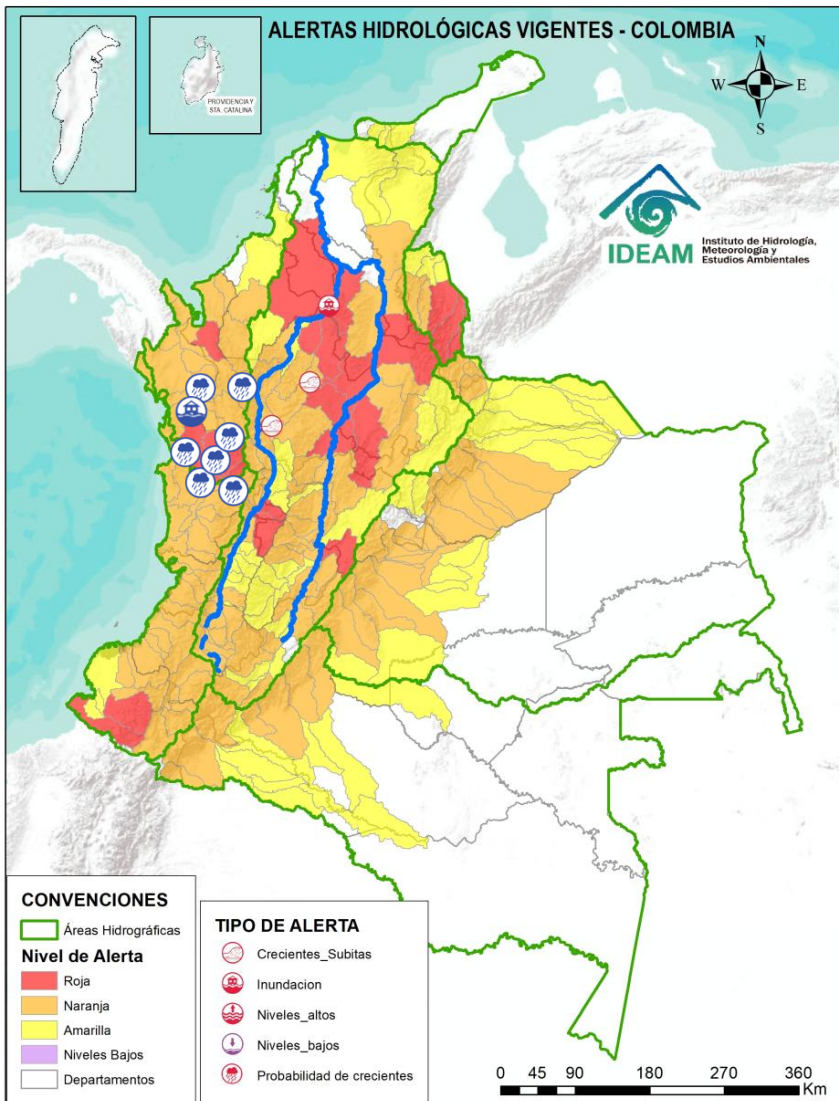 ALERTAS HIDROLÓGICAS VIGENTES - COLOMBIA
PROVIDENCIA Y
STA. CATALINA
N
W E
S
IDEAM
Instituto de Hidrología,
Meteorología y
Estudios Ambientales
CONVENCIONES
Áreas Hidrográficas
Nivel de Alerta
Roja
Naranja
Amarilla
Niveles Bajos
Departamentos
TIPO DE ALERTA
Crecientes_Subitas
Inundacion
Niveles_altos
Niveles_bajos
Probabilidad de crecientes
0 45 90 180 270 360
Km